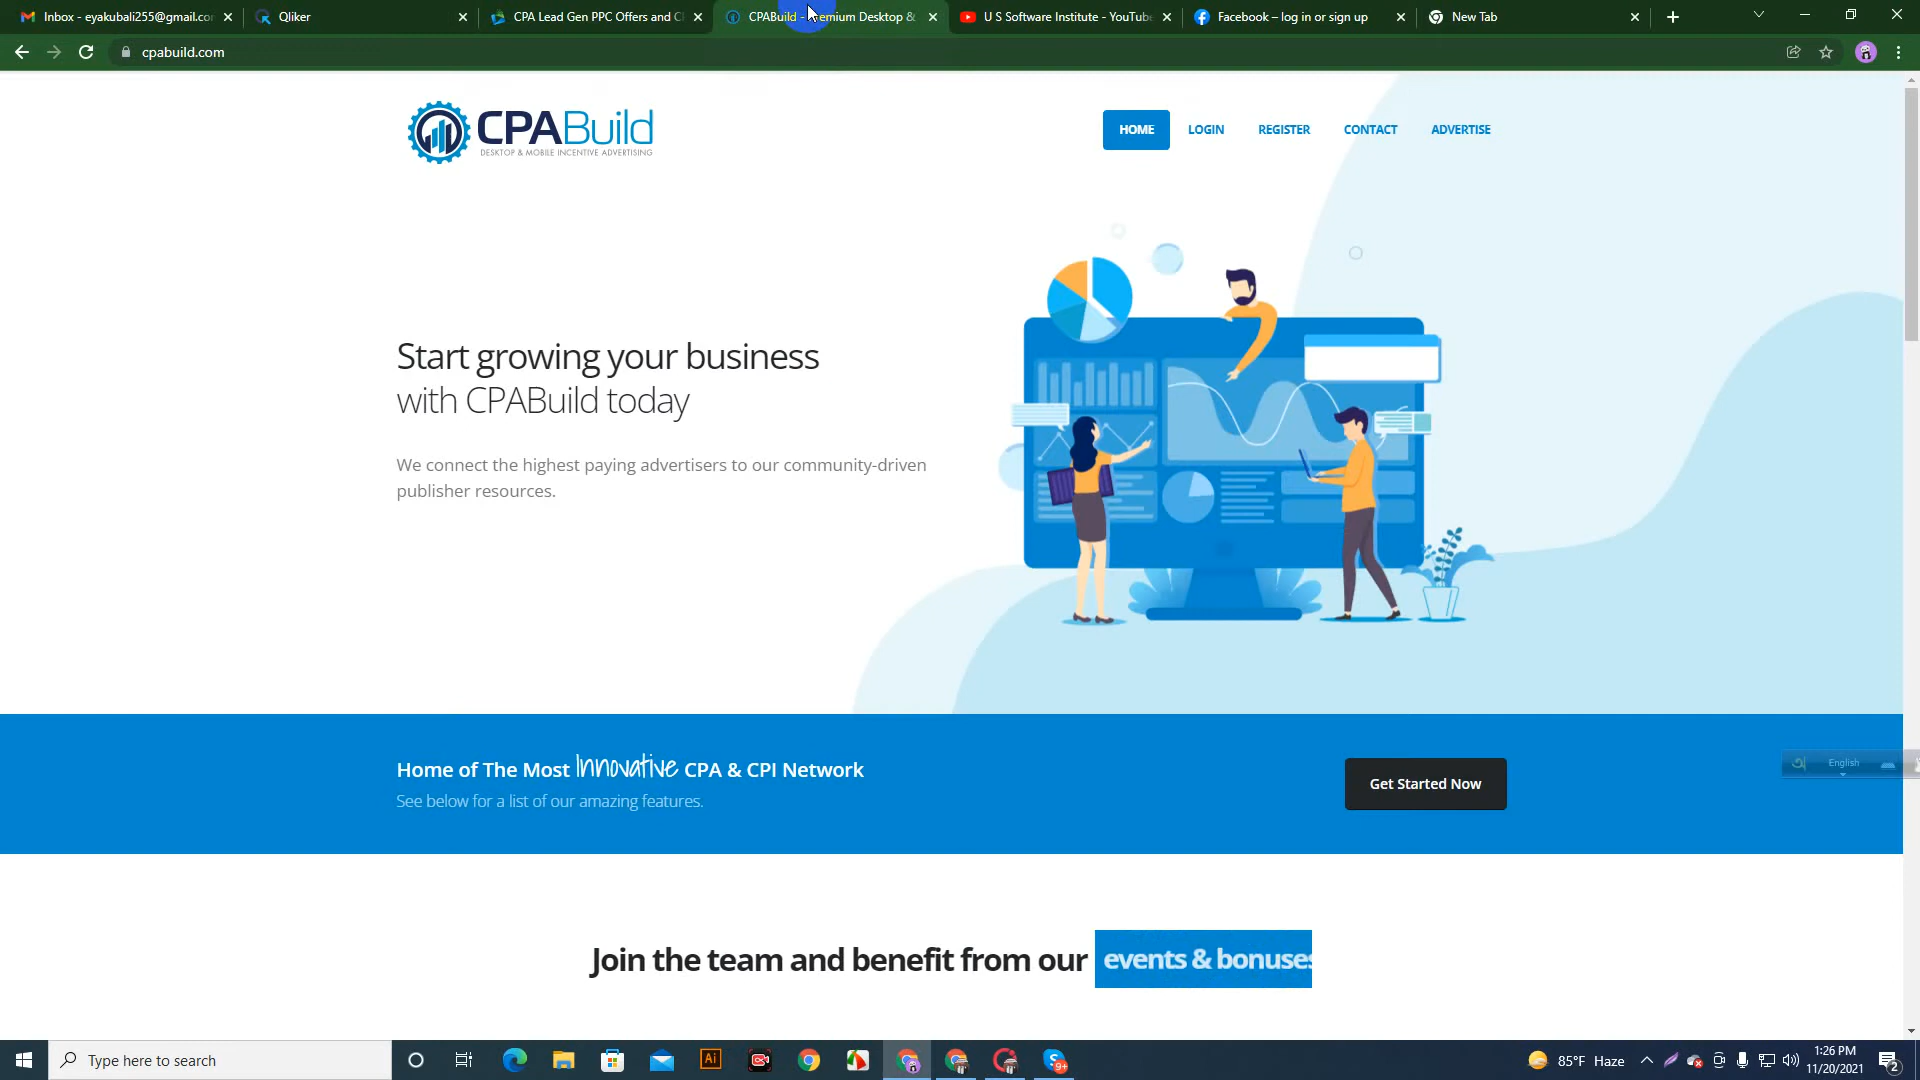 Inbox - eyakubali255@gmail.co
Qliker
CPA Lead Gen PPC Offers and C
CPABuild - Premium Desktop &
U S Software Institute - YouTube
Facebook – log in or sign up
New Tab
cpabuild.com
CPABuild
DESKTOP & MOBILE INCENTIVE ADVERTISING
HOME
LOGIN
REGISTER
CONTACT
ADVERTISE
Start growing your business
with CPABuild today
We connect the highest paying advertisers to our community-driven
publisher resources.
Home of The Most Innovative CPA & CPI Network
See below for a list of our amazing features.
Get Started Now
অ English
Join the team and benefit from our events & bonuses
Type here to search
Ai
9+
85°F Haze
1:26 PM
11/20/2021
2